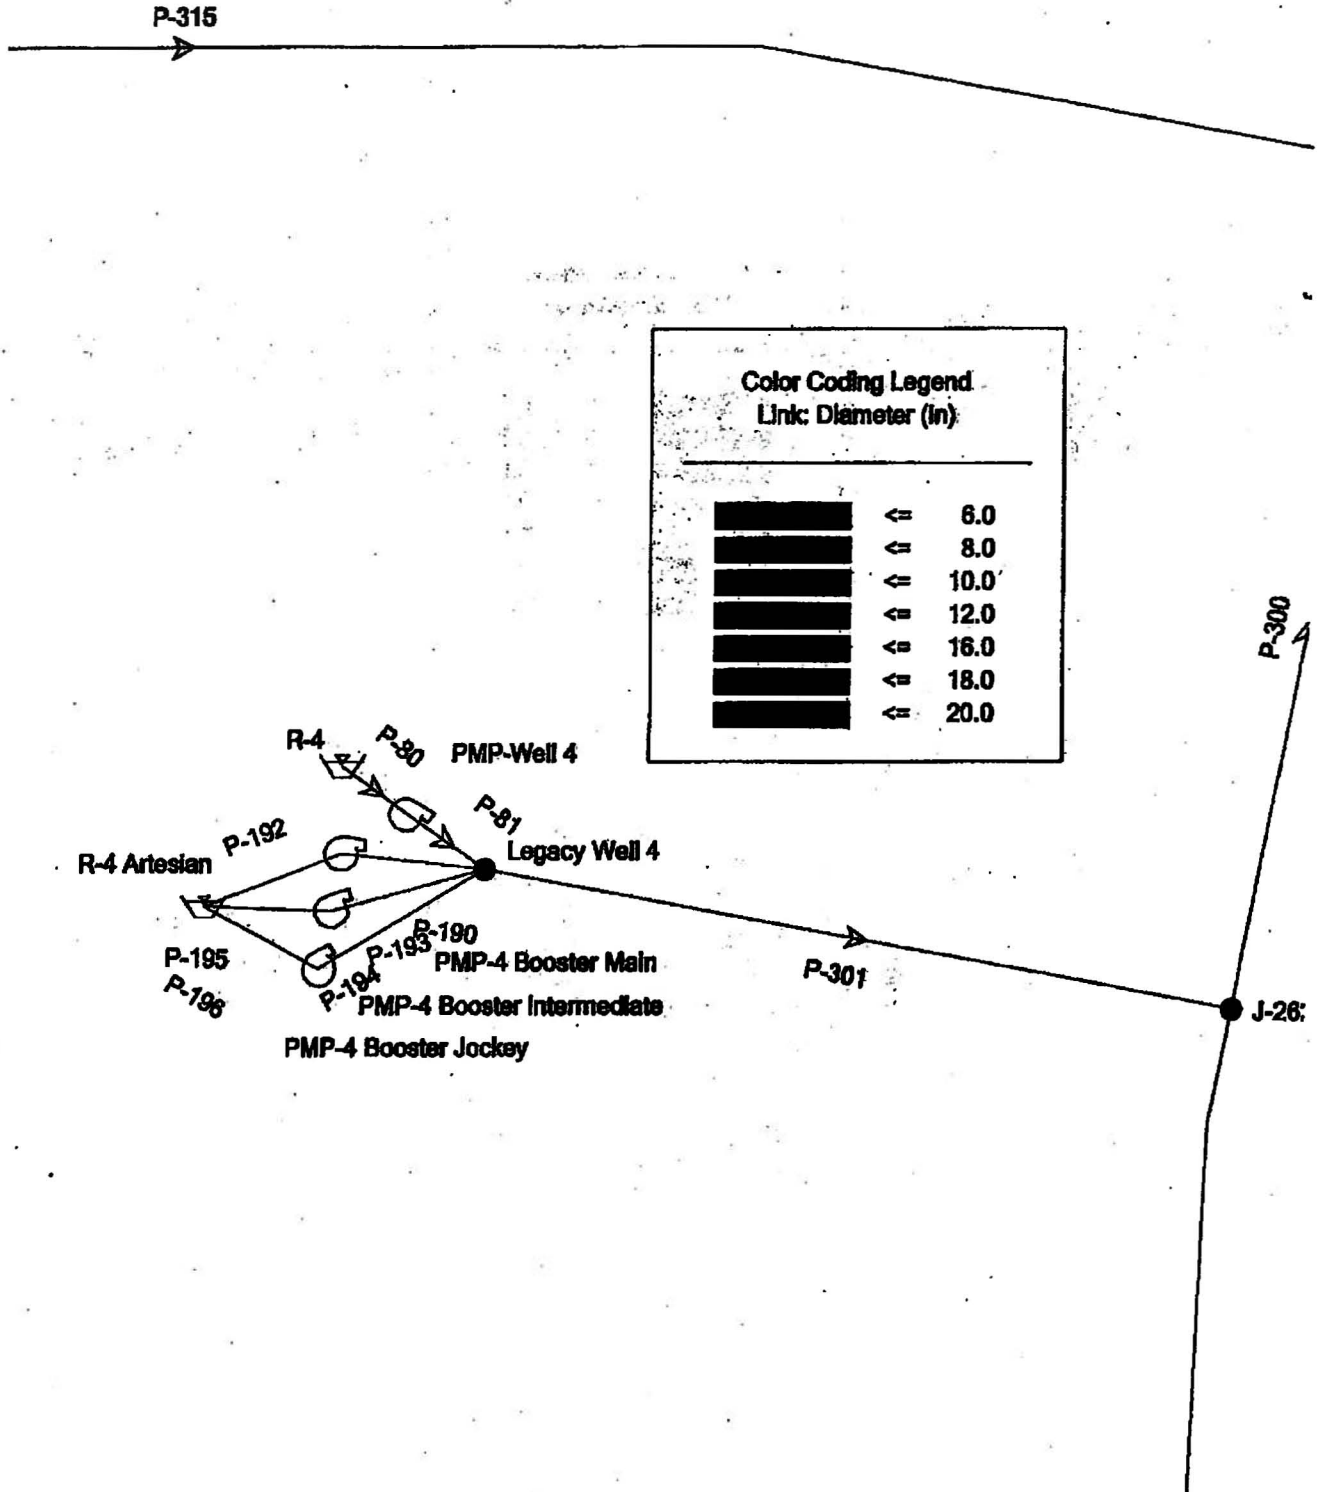 P-315
Color Coding Legend
Link: Diameter (in)
<= 6.0
<= 8.0
<= 10.0
<= 12.0
<= 16.0
<= 18.0
<= 20.0
P-300
R-4
P-80
PMP-Well 4
P-81
P-192
Legacy Well 4
R-4 Artesian
P-190
P-193
P-195
PMP-4 Booster Main
P-301
P-194
P-196
PMP-4 Booster Intermediate
J-26:
PMP-4 Booster Jockey